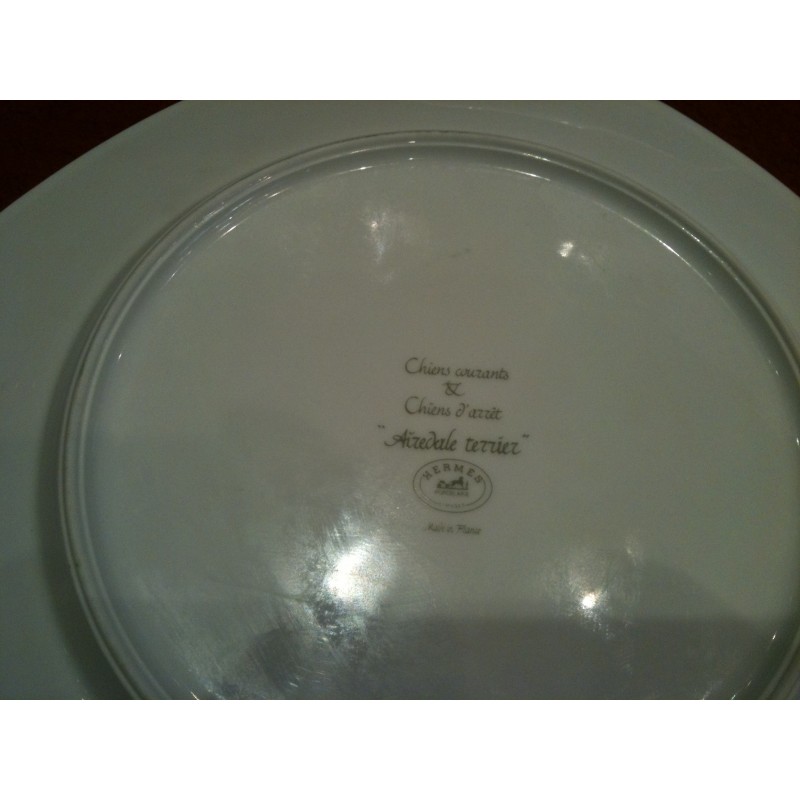 Chiens courants
&
Chiens d'arrêt
"Airedale terrier"
HERMES
Made in France